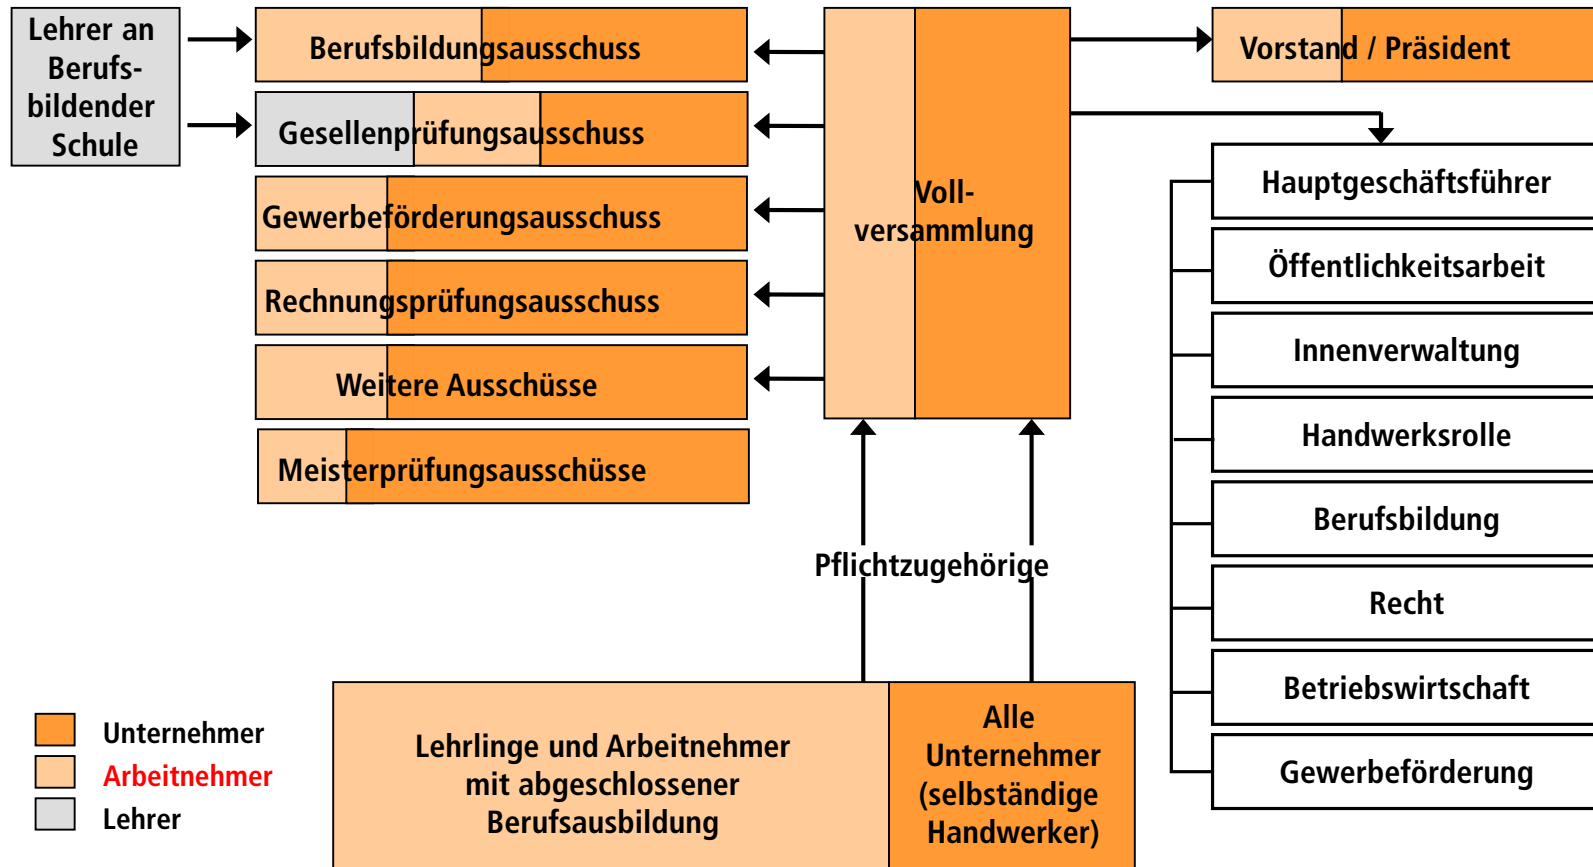 Lehrer an
Berufs-
bildender
Schule
Berufsbildungsausschuss
Gesellenprüfungsausschuss
Gewerbeförderungsausschuss
Rechnungsprüfungsausschuss
Weitere Ausschüsse
Meisterprüfungsausschüsse
Voll-
versammlung
Vorstand / Präsident
Hauptgeschäftsführer
Öffentlichkeitsarbeit
Innenverwaltung
Handwerksrolle
Berufsbildung
Recht
Betriebswirtschaft
Gewerbeförderung
Pflichtzugehörige
Lehrlinge und Arbeitnehmer
mit abgeschlossener
Berufsausbildung
Alle
Unternehmer
(selbständige
Handwerker)
Unternehmer
Arbeitnehmer
Lehrer